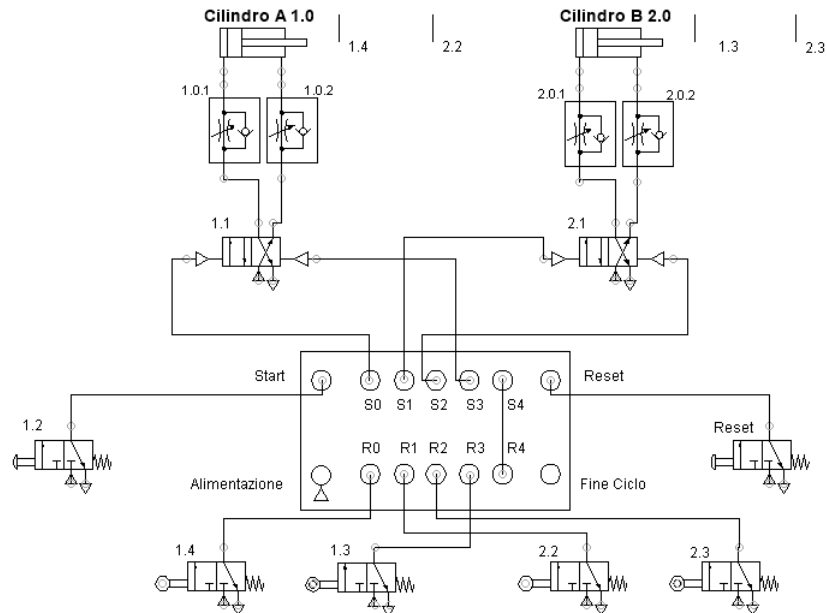 Cilindro A 1.0
Cilindro B 2.0
1.4
2.2
1.3
2.3
1.0.1
1.0.2
2.0.1
2.0.2
1.1
2.1
Start
S0
S1
S2
S3
S4
Reset
1.2
Reset
R0
R1
R2
R3
R4
Alimentazione
Fine Ciclo
1.4
1.3
2.2
2.3